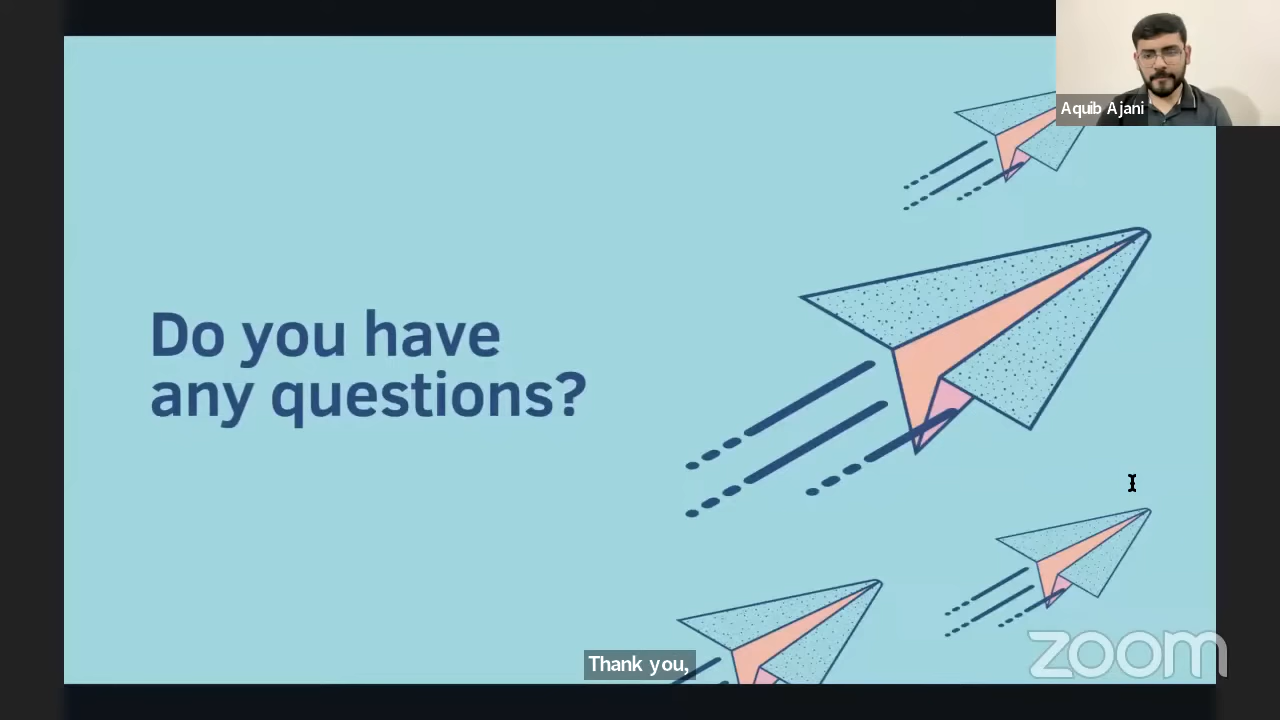 Aquib Ajani
Do you have
any questions?
Thank you,
zoom